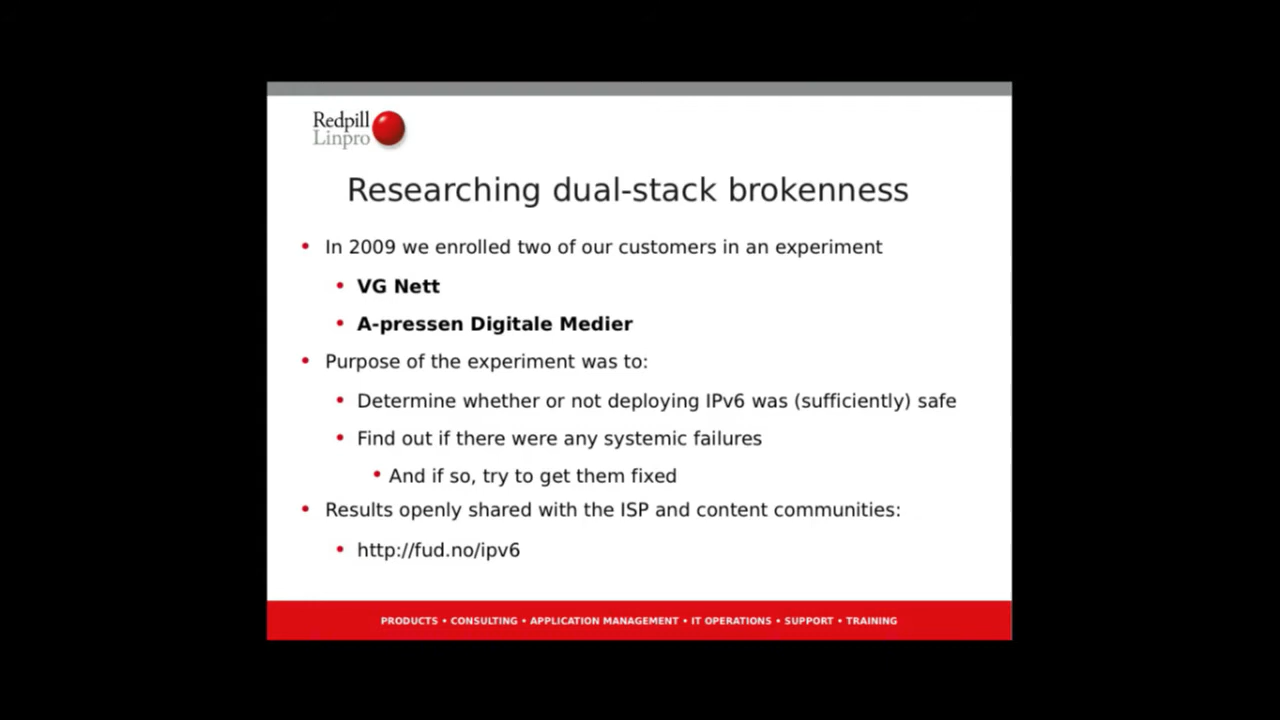 Redpill
Linpro
Researching dual-stack brokenness
• In 2009 we enrolled two of our customers in an experiment
• VG Nett
• A-pressen Digitale Medier
• Purpose of the experiment was to:
• Determine whether or not deploying IPv6 was (sufficiently) safe
• Find out if there were any systemic failures
• And if so, try to get them fixed
• Results openly shared with the ISP and content communities:
• http://fud.no/ipv6
PRODUCTS • CONSULTING • APPLICATION MANAGEMENT • IT OPERATIONS • SUPPORT • TRAINING